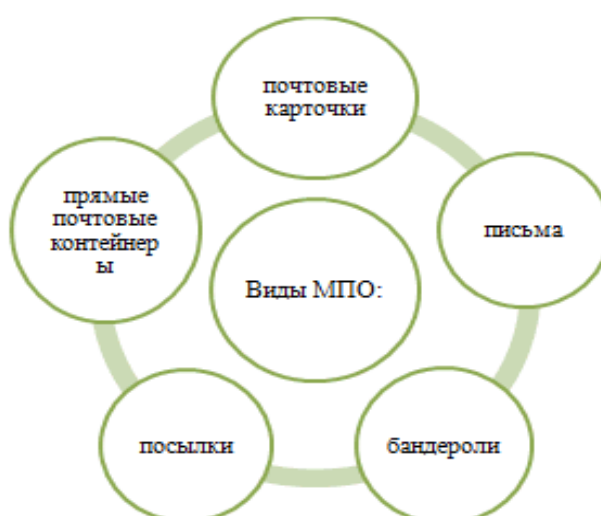 почтовые
карточки
письма
бандероли
посылки
прямые
почтовые
контейнер
ы
Виды МПО: